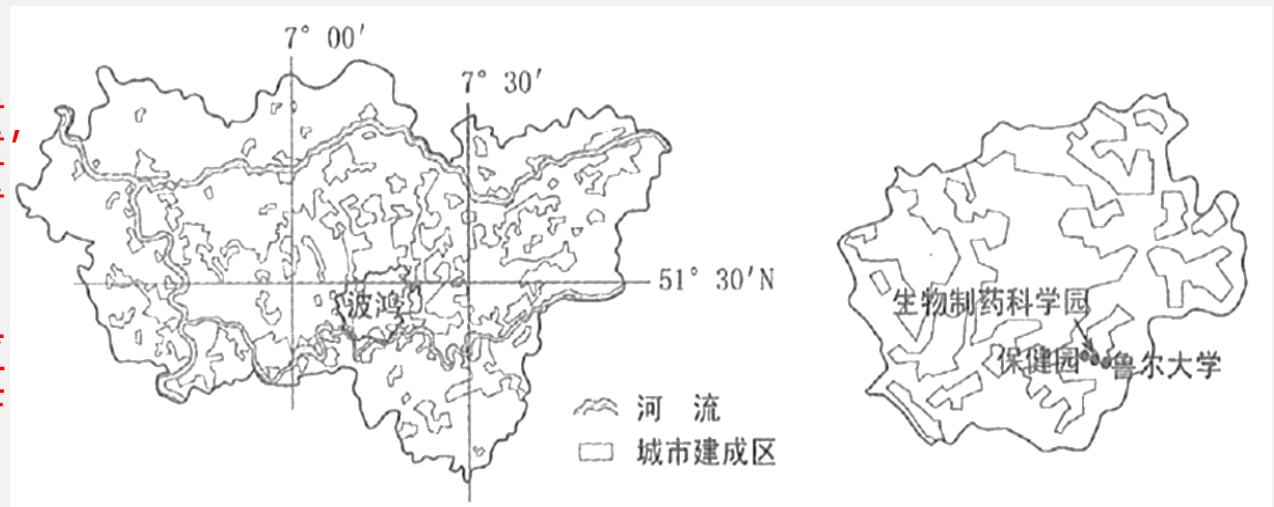 7° 00′
7° 30′
51° 30′N
波鸿
河 流
城市建成区
生物制药科学园
保健园
鲁尔大学